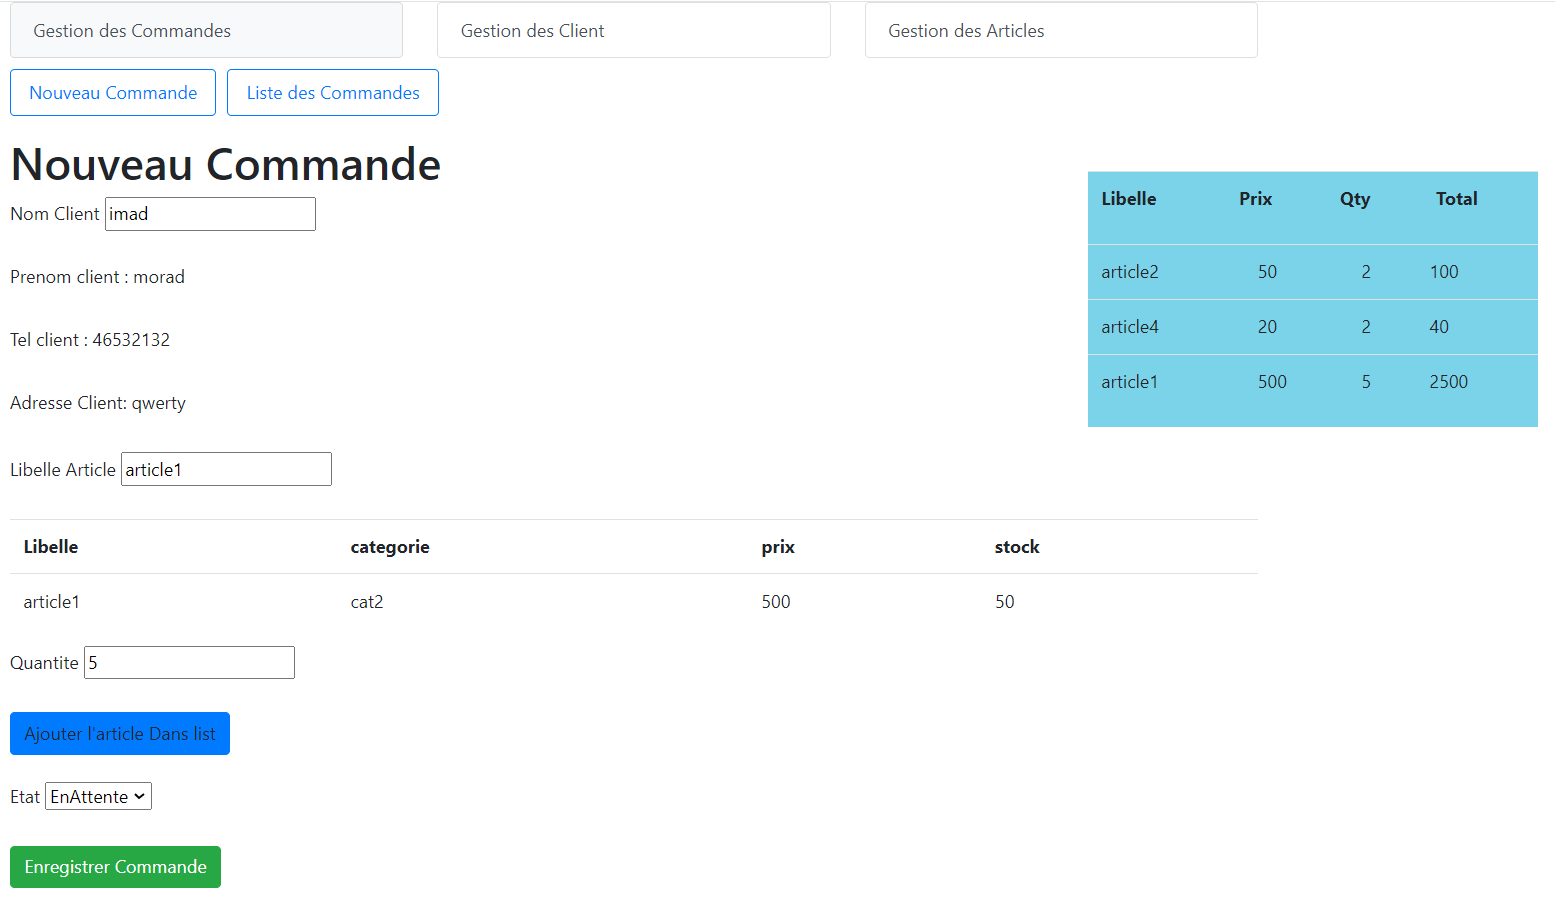 Gestion des Commandes Gestion des Client Gestion des Articles
Nouveau Commande Liste des Commandes
Nouveau Commande
Nom Client imad
Prenom client : morad
Tel client : 46532132
Adresse Client: qwerty
Libelle Article article1
Libelle Prix Qty Total
article2 50 2 100
article4 20 2 40
article1 500 5 2500
Libelle categorie prix stock
article1 cat2 500 50
Quantite 5
Ajouter l'article Dans list
Etat EnAttente
Enregistrer Commande